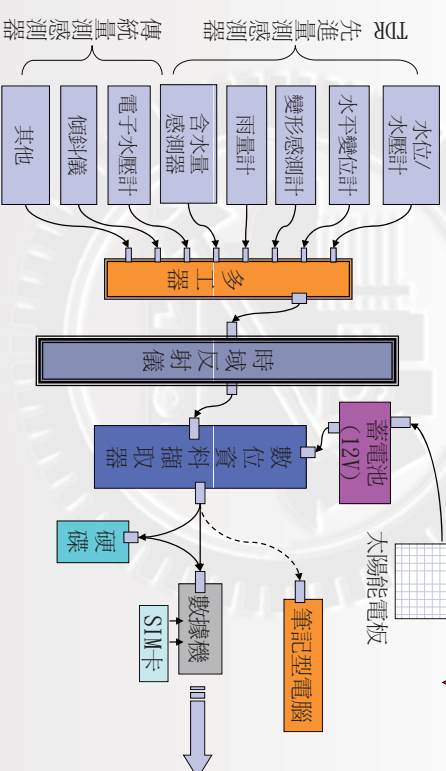 TDR 先進量測感測器
傳統量測感測器
水位/
水壓計
水平變位計
變形感測計
雨量計
含水量
感測器
電子水壓計
傾斜儀
其他
多工器
時域反射儀
數位資料擷取器
蓄電池
(12V)
太陽能電板
硬碟
數據機
SIM卡
筆記型電腦